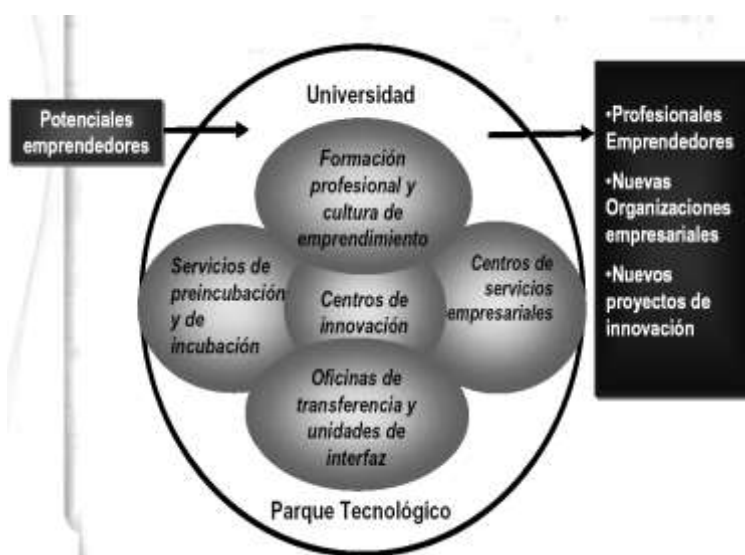 Universidad
Potenciales
emprendedores
Formación
profesional y
cultura de
emprendimiento
Servicios de
preincubación
y de
incubación
Centros de
innovación
Centros de
servicios
empresariales
Oficinas de
transferencia y
unidades de
interfaz
Parque Tecnológico
•Profesionales
Emprendedores
•Nuevas
Organizaciones
empresariales
•Nuevos
proyectos de
innovación